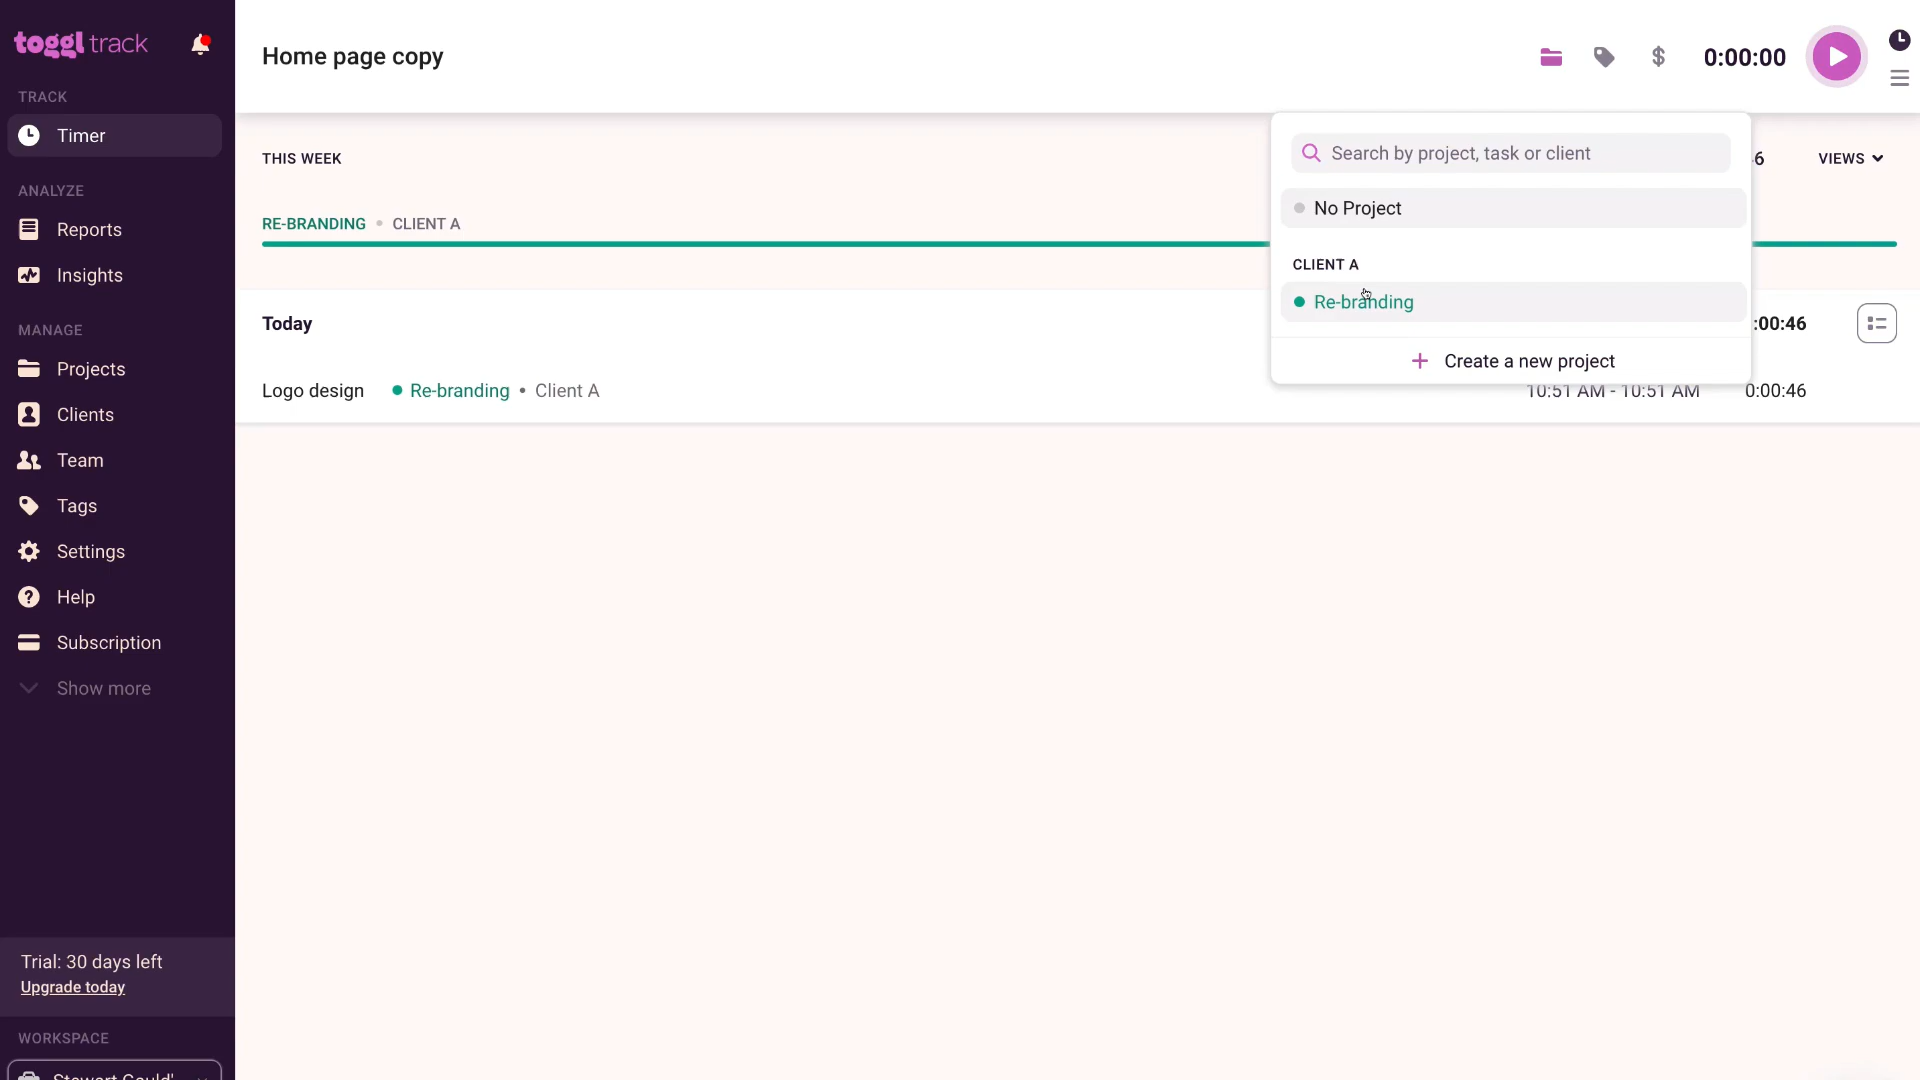 toggl track
TRACK
Timer
ANALYZE
Reports
Insights
MANAGE
Projects
Clients
Team
Tags
Settings
Help
Subscription
Show more
Trial: 30 days left
Upgrade today
WORKSPACE
Home page copy
$ 0:00:00
THIS WEEK
VIEWS
RE-BRANDING • CLIENT A
Today
:00:46
Logo design • Re-branding • Client A
10:51 AM - 10:51 AM 0:00:46
Search by project, task or client
No Project
CLIENT A
Re-branding
+ Create a new project